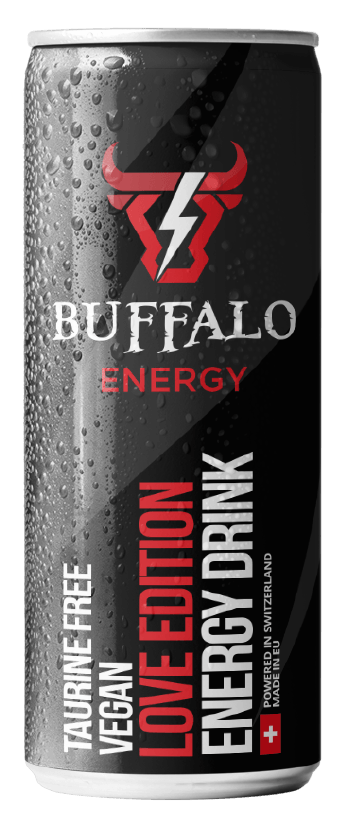 BUFFALO
ENERGY
TAURINE FREE
VEGAN
LOVE EDITION
ENERGY DRINK
POWERED IN SWITZERLAND
MADE IN EU